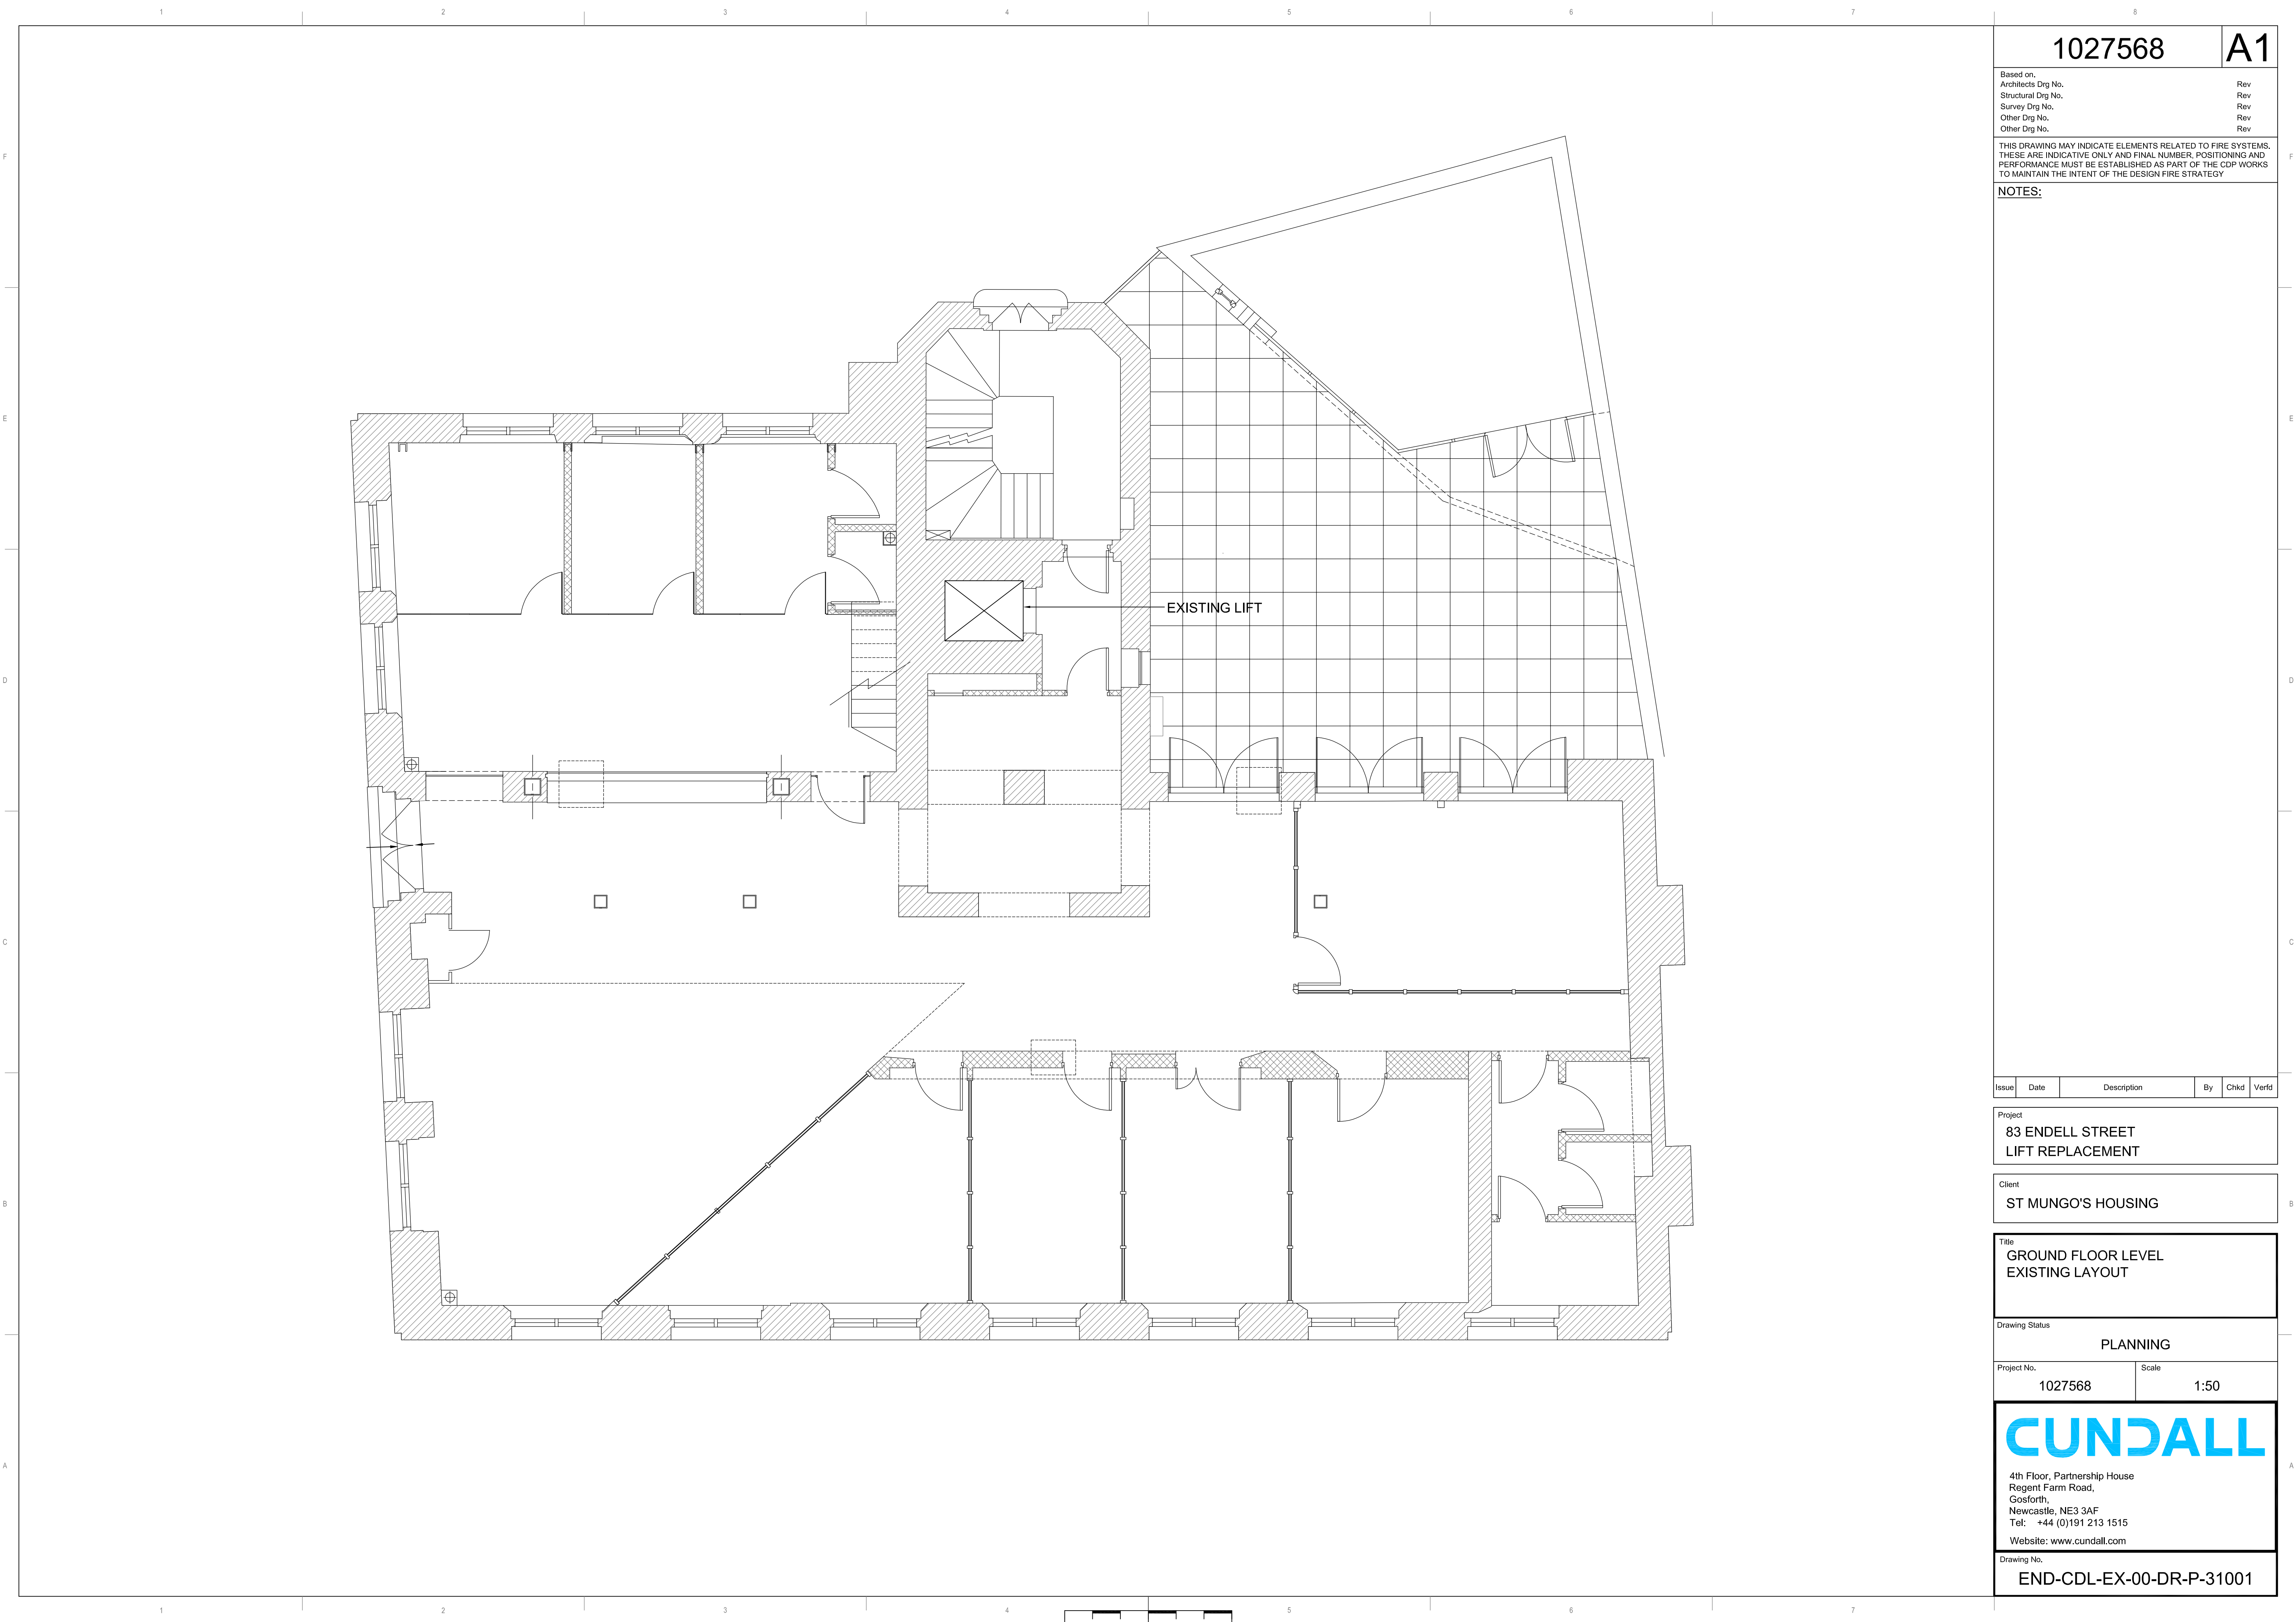 1 2 3 4 5 6 7 8
1027568 A1
Based on.
Architects Drg No. Rev
Structural Drg No. Rev
Survey Drg No. Rev
Other Drg No. Rev
Other Drg No. Rev
THIS DRAWING MAY INDICATE ELEMENTS RELATED TO FIRE SYSTEMS.
THESE ARE INDICATIVE ONLY AND FINAL NUMBER, POSITIONING AND
PERFORMANCE MUST BE ESTABLISHED AS PART OF THE CDP WORKS
TO MAINTAIN THE INTENT OF THE DESIGN FIRE STRATEGY
NOTES:
F F
E E
EXISTING LIFT
D D
C C
Issue Date Description By Chkd Verfd
Project
83 ENDELL STREET
LIFT REPLACEMENT
Client
ST MUNGO'S HOUSING
B B
Title
GROUND FLOOR LEVEL
EXISTING LAYOUT
Drawing Status
PLANNING
Project No. Scale
1027568 1:50
CUNDALL
A A
4th Floor, Partnership House
Regent Farm Road,
Gosforth,
Newcastle, NE3 3AF
Tel: +44 (0)191 213 1515
Website: www.cundall.com
Drawing No.
END-CDL-EX-00-DR-P-31001
1 2 3 4 5 6 7